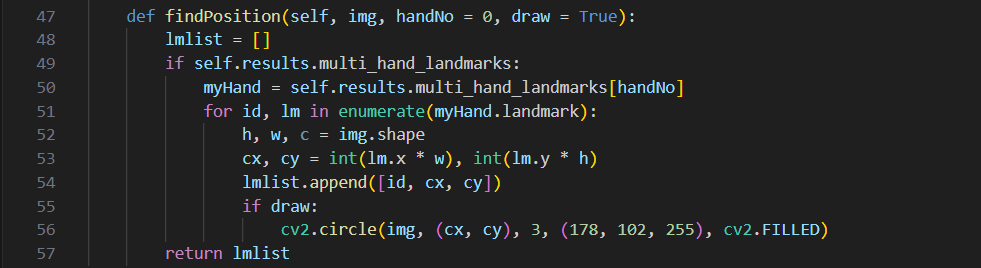 47 def findPosition(self, img, handNo = 0, draw = True):
48 lmlist = []
49 if self.results.multi_hand_landmarks:
50 myHand = self.results.multi_hand_landmarks[handNo]
51 for id, lm in enumerate(myHand.landmark):
52 h, w, c = img.shape
53 cx, cy = int(lm.x * w), int(lm.y * h)
54 lmlist.append([id, cx, cy])
55 if draw:
56 cv2.circle(img, (cx, cy), 3, (178, 102, 255), cv2.FILLED)
57 return lmlist